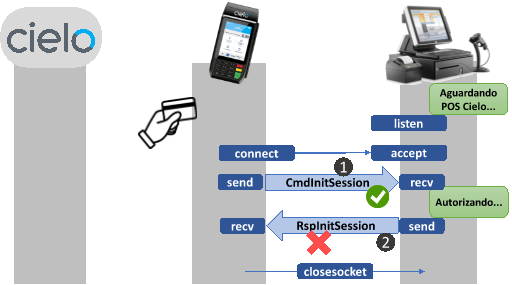 cielo
Aguardando
POS Cielo...
listen
connect
1
accept
send
CmdInitSession
recv
Autorizando...
recv
RspInitSession
2
send
closesocket